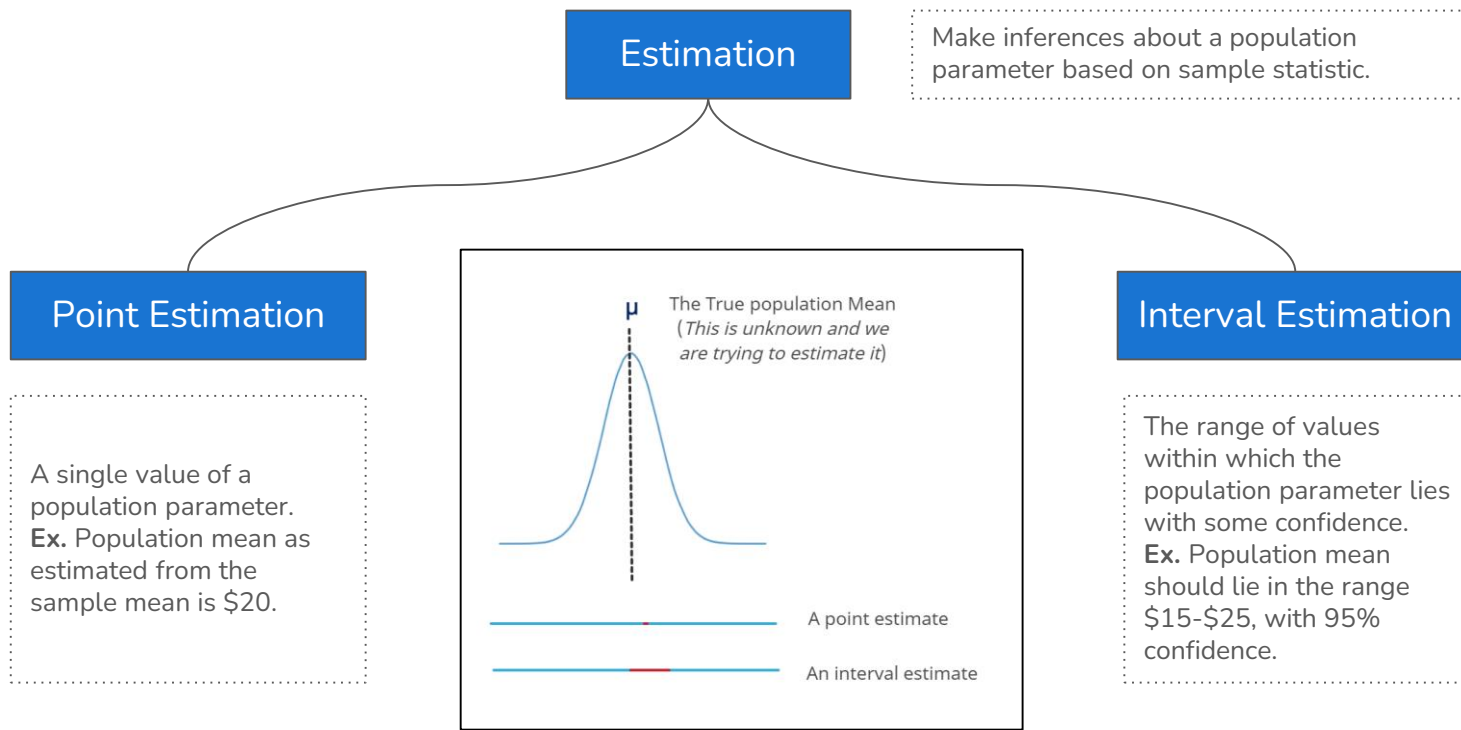 Estimation
Make inferences about a population
parameter based on sample statistic.
Point Estimation
A single value of a
population parameter.
Ex. Population mean as
estimated from the
sample mean is $20.
μ
The True population Mean
(This is unknown and we
are trying to estimate it)
A point estimate
An interval estimate
Interval Estimation
The range of values
within which the
population parameter lies
with some confidence.
Ex. Population mean
should lie in the range
$15-$25, with 95%
confidence.